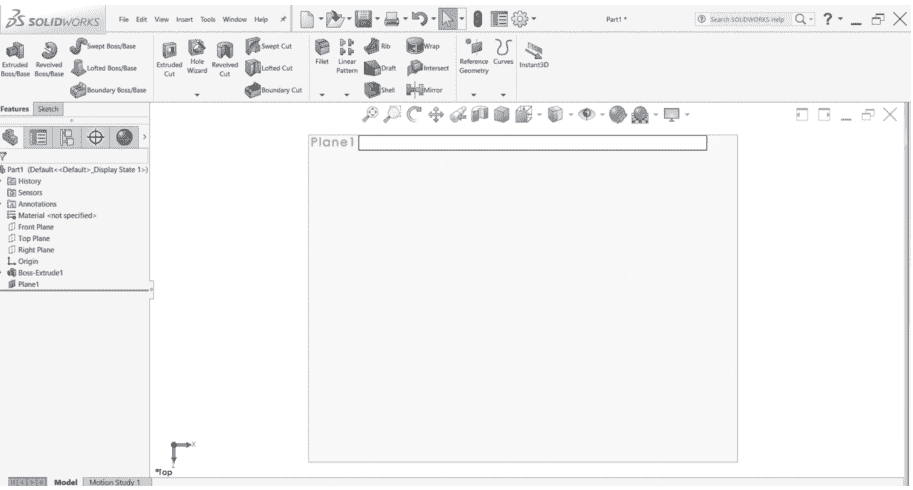 SOLIDWORKS File Edit View Insert Tools Window Help Part1 * Search SOLIDWORKS Help ?
Extruded Boss/Base
Revolved Boss/Base
Swept Boss/Base
Lofted Boss/Base
Boundary Boss/Base
Extruded Cut
Hole Wizard
Revolved Cut
Swept Cut
Lofted Cut
Boundary Cut
Fillet
Linear Pattern
Rib
Draft
Shell
Wrap
Intersect
Mirror
Reference Geometry
Curves
Instant3D
Features Sketch
Part1 (Default<<Default>_Display State 1>)
History
Sensors
Annotations
Material <not specified>
Front Plane
Top Plane
Right Plane
Origin
Boss-Extrude1
Plane1
Plane1
X
*Top
Model Motion Study 1